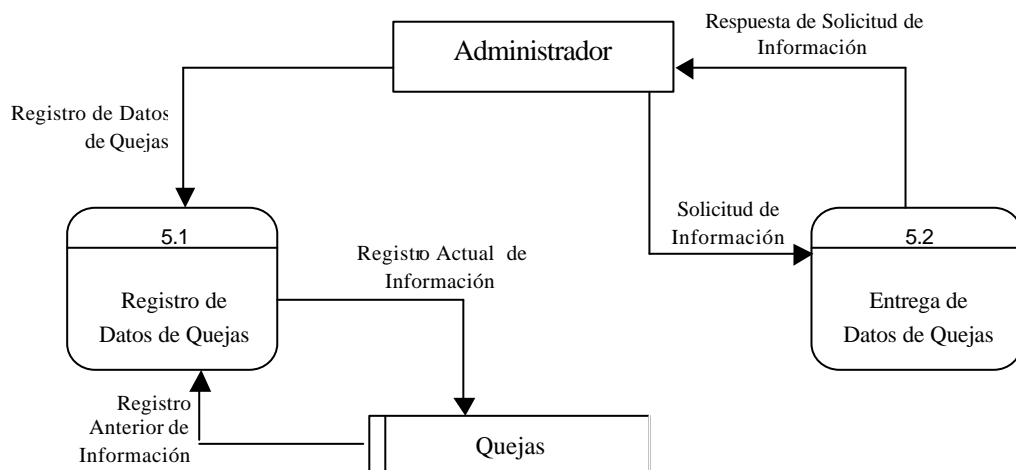 Respuesta de Solicitud de
Información
Administrador
Registro de Datos
de Quejas
Solicitud de
Información
5.1
Registro de
Datos de Quejas
Registro Actual de
Información
5.2
Entrega de
Datos de Quejas
Registro
Anterior de
Información
Quejas